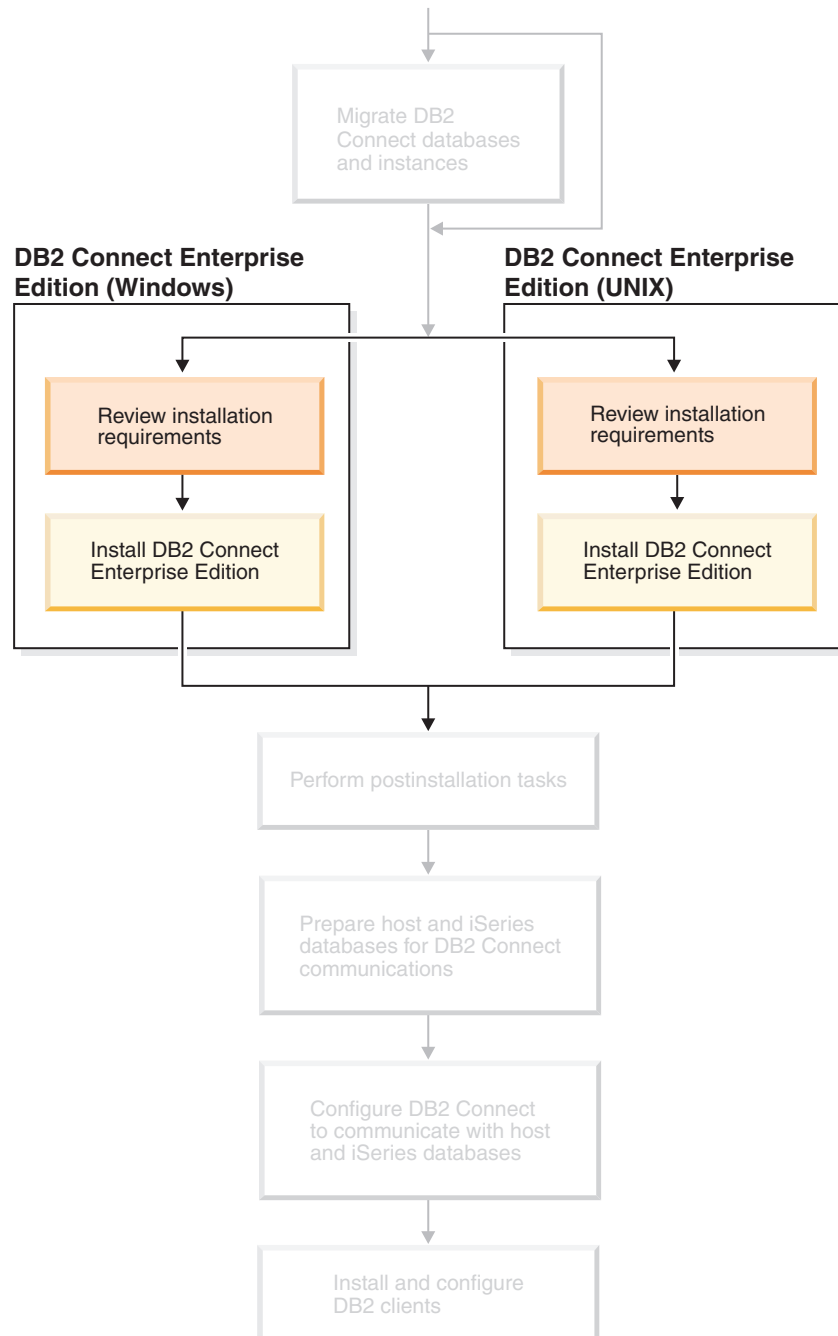 Migrate DB2
Connect databases
and instances
DB2 Connect Enterprise
Edition (Windows)
DB2 Connect Enterprise
Edition (UNIX)
Review installation
requirements
Review installation
requirements
Install DB2 Connect
Enterprise Edition
Install DB2 Connect
Enterprise Edition
Perform postinstallation tasks
Prepare host and iSeries
databases for DB2 Connect
communications
Configure DB2 Connect
to communicate with host
and iSeries databases
Install and configure
DB2 clients